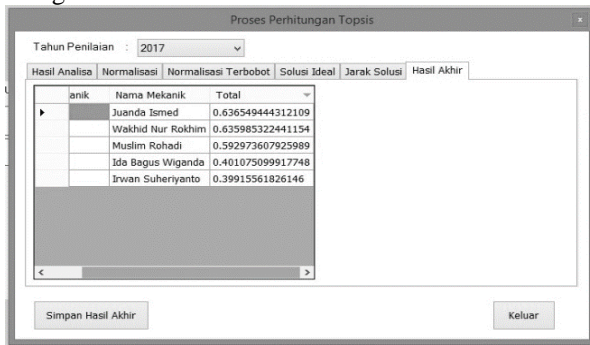 Proses Perhitungan Topsis
x
Tahun Penilaian : 2017
Hasil Analisa Normalisasi Normalisasi Terbobot Solusi Ideal Jarak Solusi Hasil Akhir
anik Nama Mekanik Total
Juanda Ismed 0.636549444312109
Wakhid Nur Rokhim 0.635985322441154
Muslim Rohadi 0.592973607925989
Ida Bagus Wiganda 0.401075099917748
Irwan Suheriyanto 0.39915561826146
Simpan Hasil Akhir Keluar